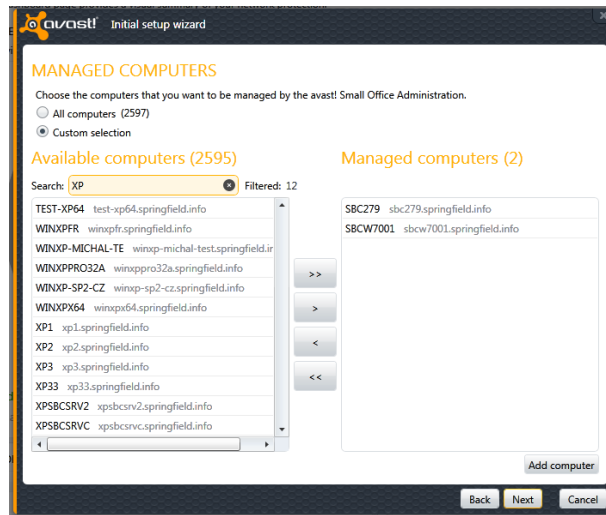 avast! Initial setup wizard
MANAGED COMPUTERS
Choose the computers that you want to be managed by the avast! Small Office Administration.
All computers (2597)
Custom selection
Available computers (2595)
Managed computers (2)
Search: XP Filtered: 12
TEST-XP64 test-xp64.springfield.info
WINXPFR winxpfr.springfield.info
WINXP-MICHAL-TE winxp-michal-test.springfield.ir
WINXPPRO32A winxppro32a.springfield.info
WINXP-SP2-CZ winxp-sp2-cz.springfield.info
WINXPX64 winxpx64.springfield.info
XP1 xp1.springfield.info
XP2 xp2.springfield.info
XP3 xp3.springfield.info
XP33 xp33.springfield.info
XPSBCSRV2 xpsbcsrv2.springfield.info
XPSBCSRVC xpsbcsrvc.springfield.info
>>
>
<
<<
SBC279 sbc279.springfield.info
SBCW7001 sbcw7001.springfield.info
Add computer
Back Next Cancel